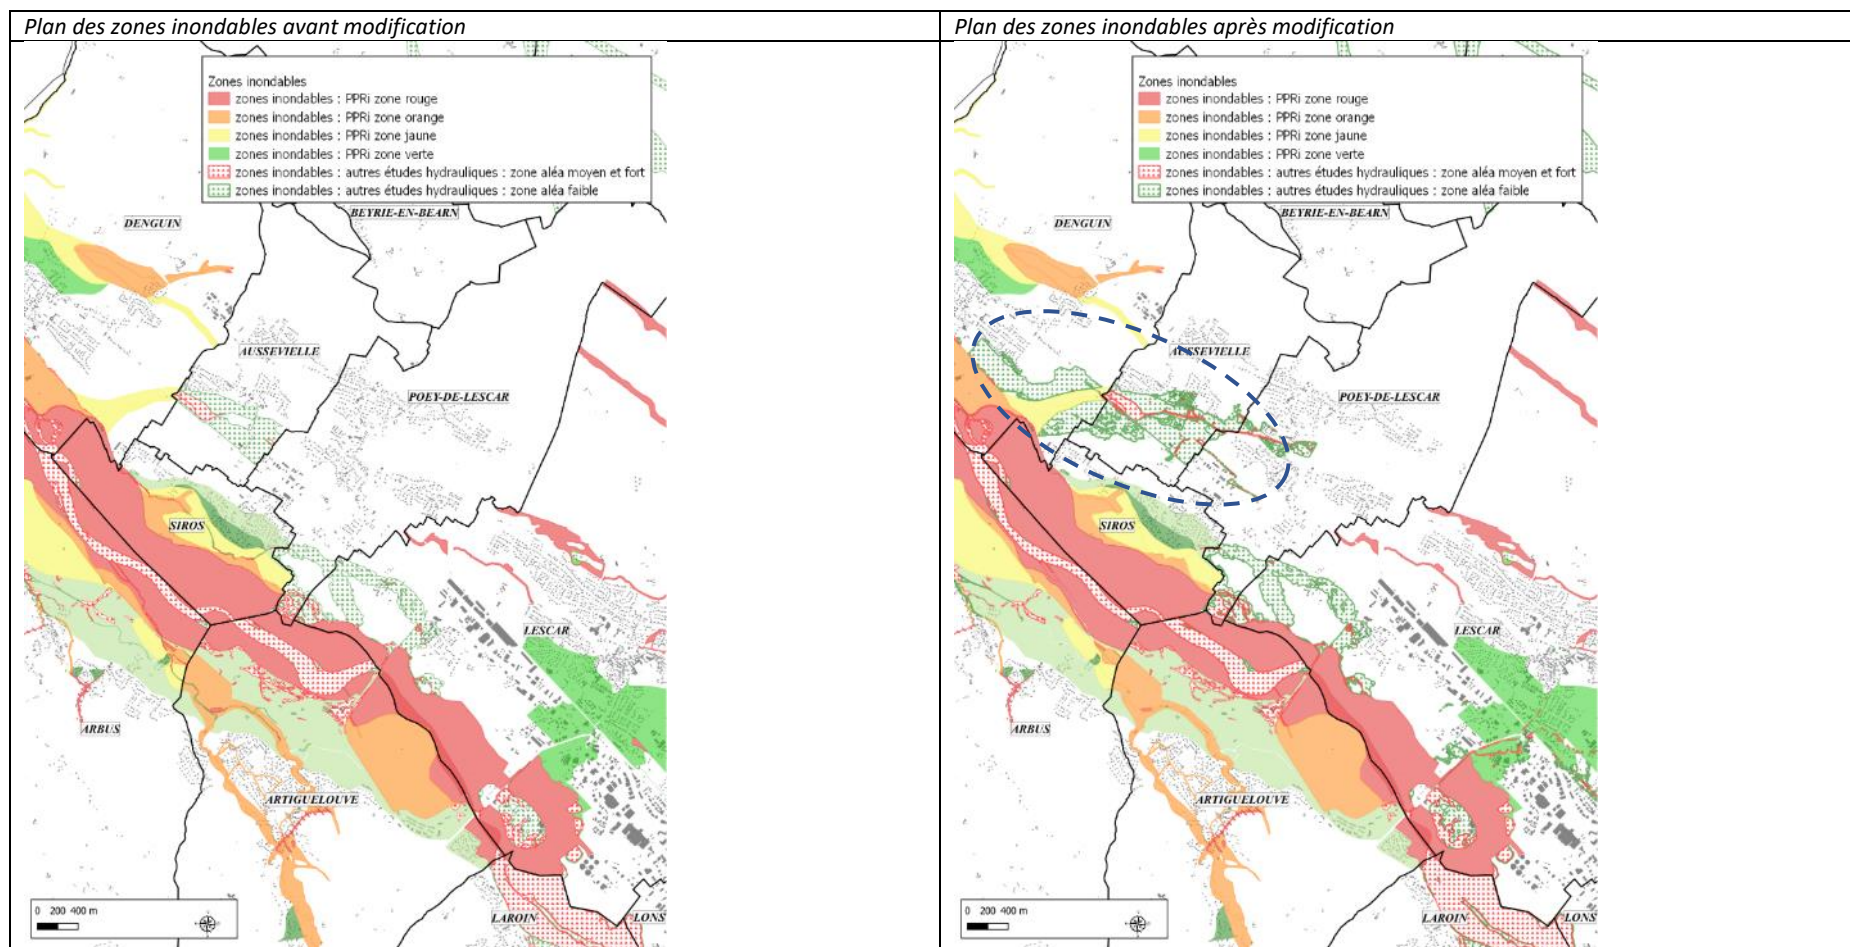 Plan des zones inondables avant modification
Zones inondables
zones inondables : PPRi zone rouge
zones inondables : PPRi zone orange
zones inondables : PPRi zone jaune
zones inondables : PPRi zone verte
zones inondables : autres études hydrauliques : zone aléa moyen et fort
zones inondables : autres études hydrauliques : zone aléa faible
BEYRIE-EN-BEARN
DENGUIN
AUSSEVIELLE
POEY-DE-LESCAR
SIROS
LESCAR
ARBUS
ARTIGUELOUVE
0 200 400 m
LAROIN
LONS
Plan des zones inondables après modification
Zones inondables
zones inondables : PPRi zone rouge
zones inondables : PPRi zone orange
zones inondables : PPRi zone jaune
zones inondables : PPRi zone verte
zones inondables : autres études hydrauliques : zone aléa moyen et fort
zones inondables : autres études hydrauliques : zone aléa faible
BEYRIE-EN-BEARN
DENGUIN
AUSSEVIELLE
POEY-DE-LESCAR
SIROS
LESCAR
ARBUS
ARTIGUELOUVE
0 200 400 m
LAROIN
LONS